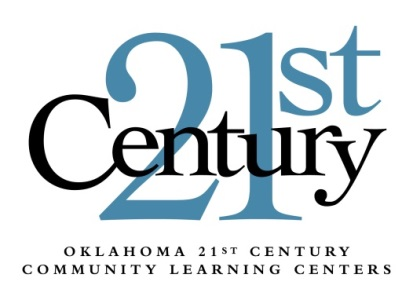 21st
Century
OKLAHOMA 21ST CENTURY
COMMUNITY LEARNING CENTERS